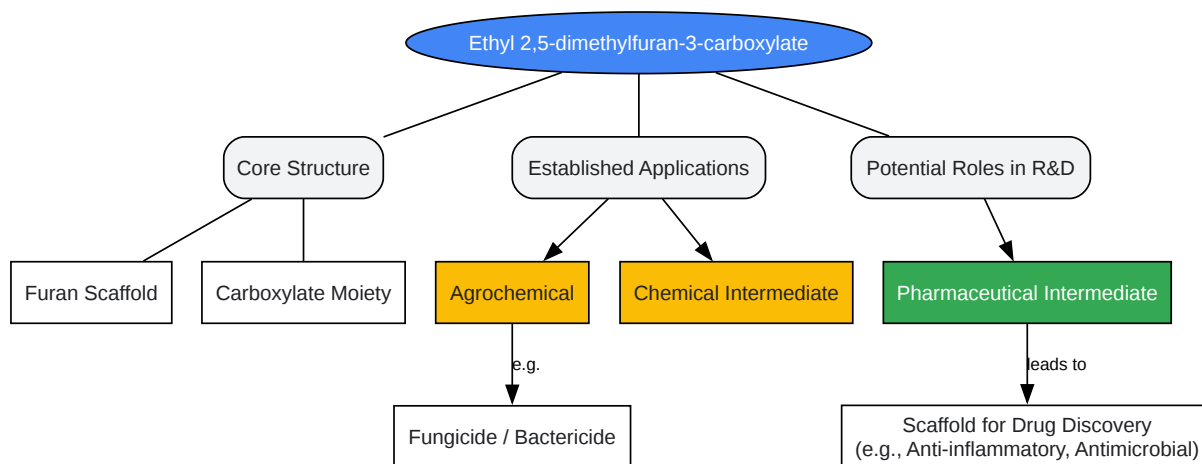 Ethyl 2,5-dimethylfuran-3-carboxylate
Core Structure
Established Applications
Potential Roles in R&D
Furan Scaffold
Carboxylate Moiety
Agrochemical
Chemical Intermediate
Pharmaceutical Intermediate
e.g.
leads to
Fungicide / Bactericide
Scaffold for Drug Discovery
(e.g., Anti-inflammatory, Antimicrobial)